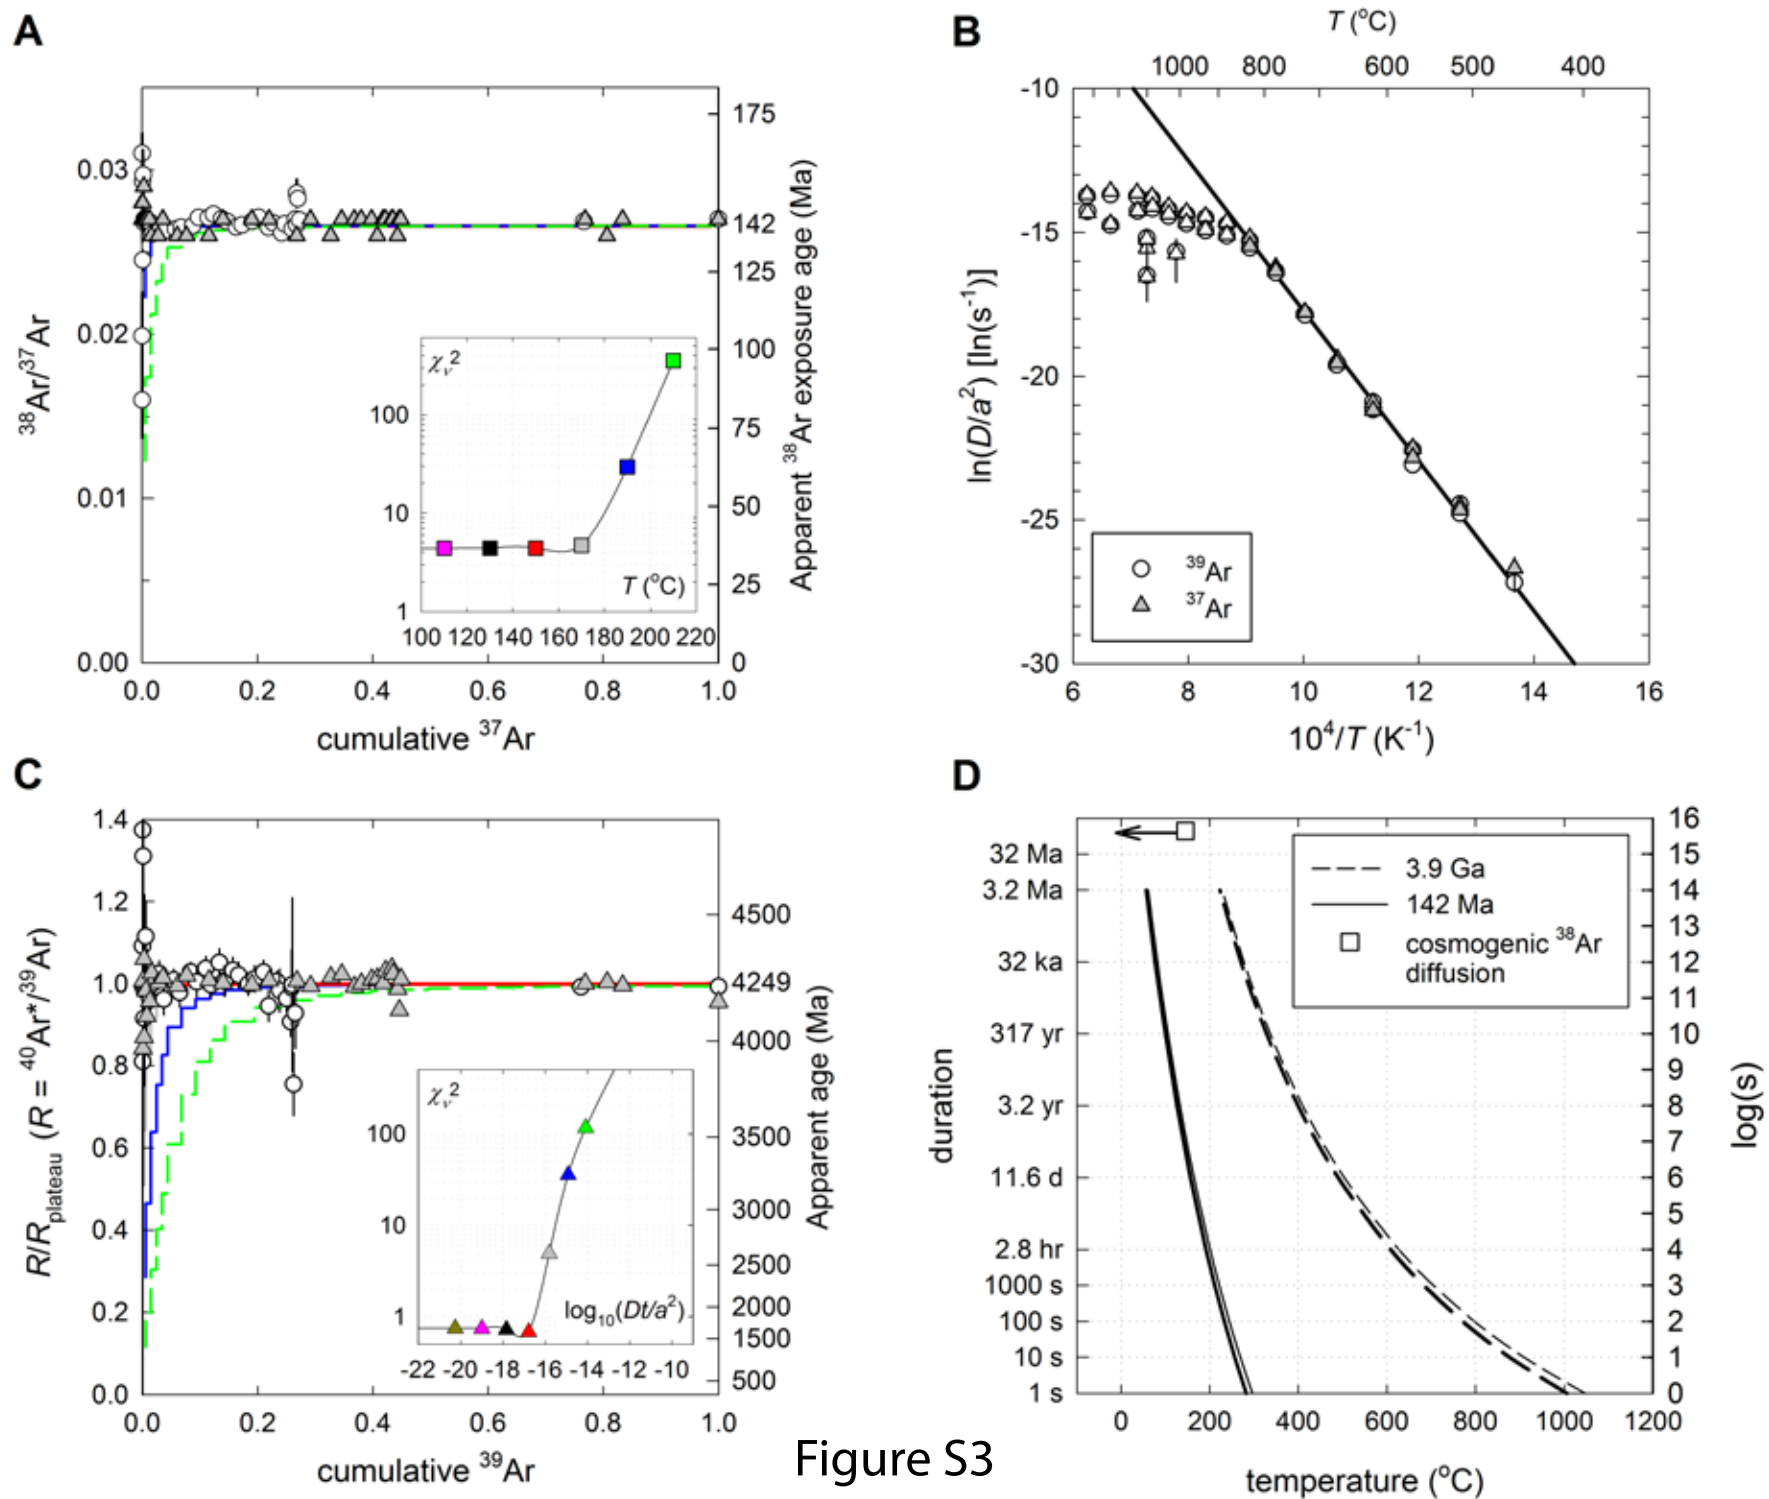 A
³⁸Ar/³⁷Ar
0.03
0.02
0.01
0.00
0.0 0.2 0.4 0.6 0.8 1.0
cumulative ³⁷Ar
175
142
125
100
75
50
25
0
Apparent ³⁸Ar exposure age (Ma)
χᵥ²
100
10
1
T (°C)
100 120 140 160 180 200 220
B
T (°C)
1000 800 600 500 400
ln(D/a²) [ln(s⁻¹)]
-10
-15
-20
-25
-30
³⁹Ar
³⁷Ar
6 8 10 12 14 16
10⁴/T (K⁻¹)
C
R/Rplateau (R = ⁴⁰Ar*/³⁹Ar)
1.4
1.2
1.0
0.8
0.6
0.4
0.2
0.0
0.0 0.2 0.4 0.6 0.8 1.0
cumulative ³⁹Ar
4500
4249
4000
3500
3000
2500
2000
1500
500
Apparent age (Ma)
χᵥ²
100
10
1
log₁₀(Dt/a²)
-22 -20 -18 -16 -14 -12 -10
D
duration
32 Ma
3.2 Ma
32 ka
317 yr
3.2 yr
11.6 d
2.8 hr
1000 s
100 s
10 s
1 s
3.9 Ga
142 Ma
cosmogenic ³⁸Ar
diffusion
16
15
14
13
12
11
10
9
8
7
6
5
4
3
2
1
0
log(s)
0 200 400 600 800 1000 1200
temperature (°C)
Figure S3